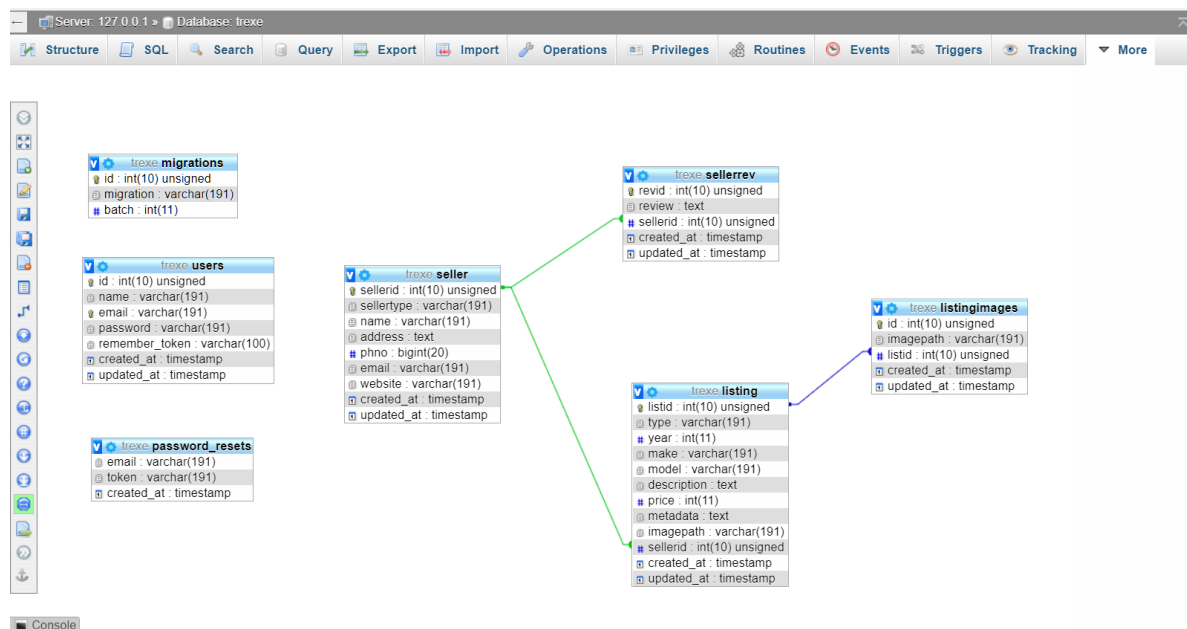 Server: 127.0.0.1 » Database: trexe
Structure SQL Search Query Export Import Operations Privileges Routines Events Triggers Tracking More
trexe migrations
id : int(10) unsigned
migration : varchar(191)
batch : int(11)
trexe users
id : int(10) unsigned
name : varchar(191)
email : varchar(191)
password : varchar(191)
remember_token : varchar(100)
created_at : timestamp
updated_at : timestamp
trexe password_resets
email : varchar(191)
token : varchar(191)
created_at : timestamp
trexe seller
sellerid : int(10) unsigned
sellertype : varchar(191)
name : varchar(191)
address : text
phno : bigint(20)
email : varchar(191)
website : varchar(191)
created_at : timestamp
updated_at : timestamp
trexe sellerrev
revid : int(10) unsigned
review : text
sellerid : int(10) unsigned
created_at : timestamp
updated_at : timestamp
trexe listing
listid : int(10) unsigned
type : varchar(191)
year : int(11)
make : varchar(191)
model : varchar(191)
description : text
price : int(11)
metadata : text
imagepath : varchar(191)
sellerid : int(10) unsigned
created_at : timestamp
updated_at : timestamp
trexe listingimages
id : int(10) unsigned
imagepath : varchar(191)
listid : int(10) unsigned
created_at : timestamp
updated_at : timestamp
Console